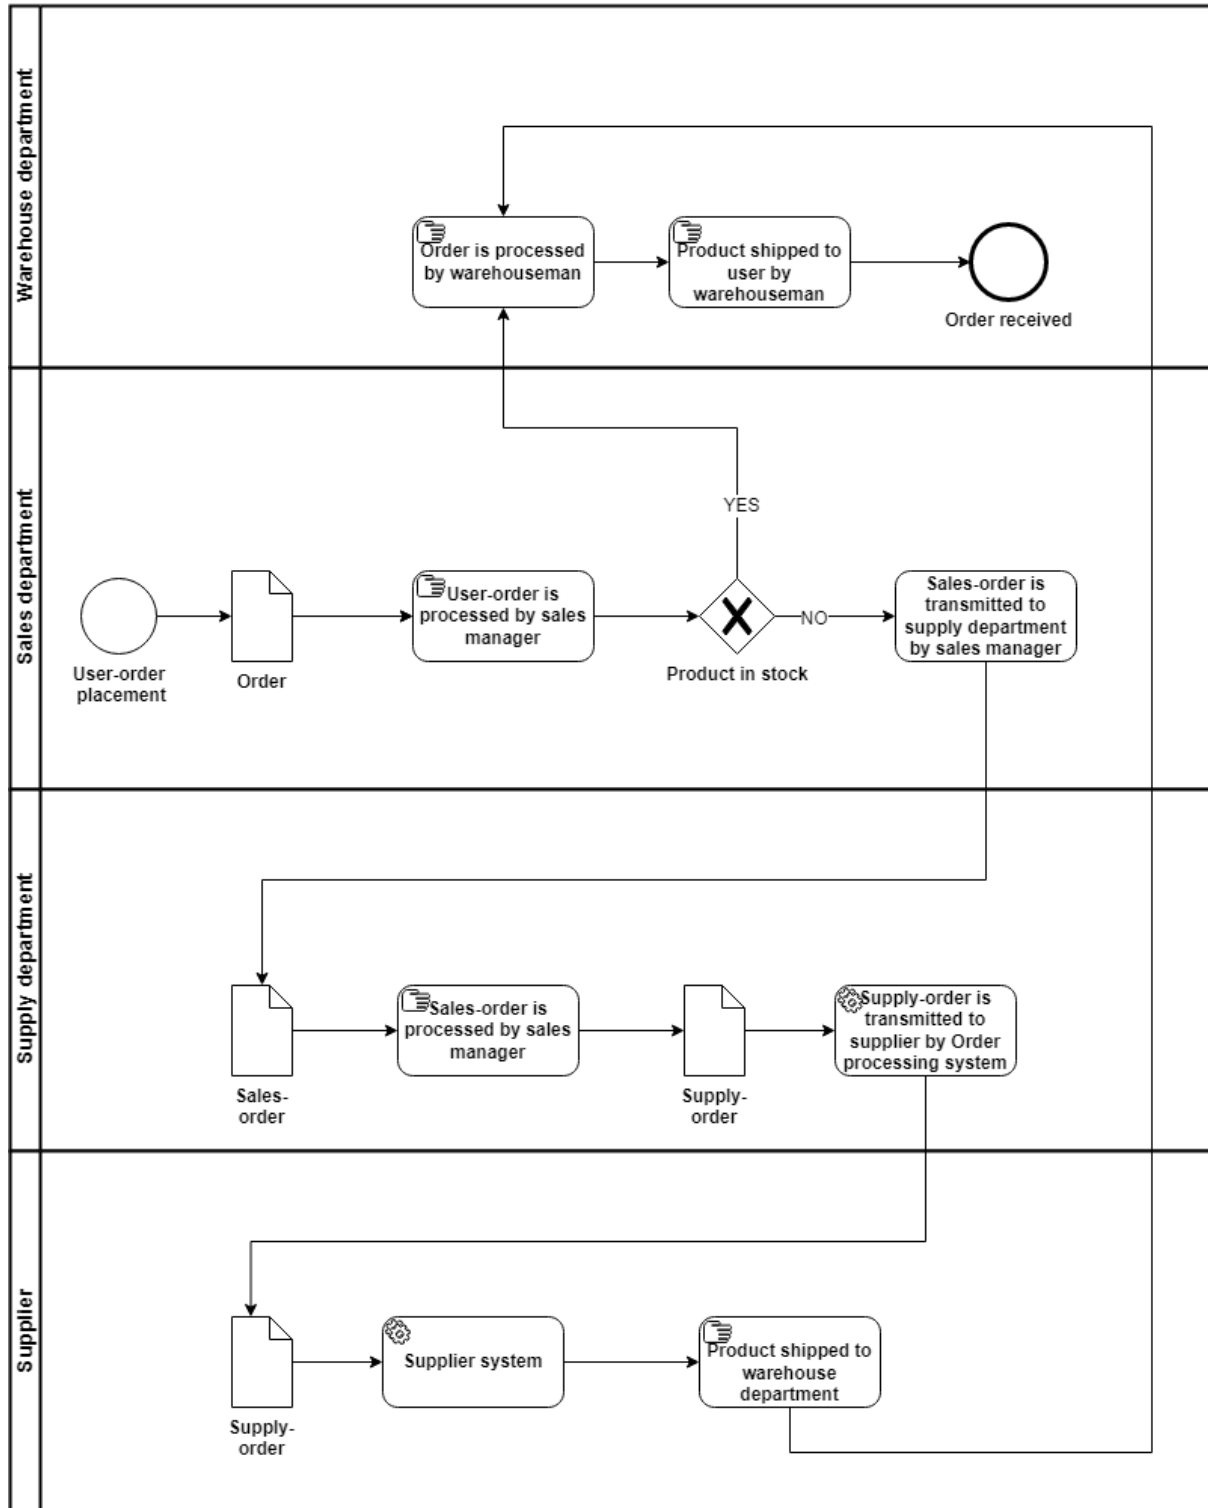 Warehouse department
Order is processed
by warehouseman
Product shipped to
user by
warehouseman
Order received
Sales department
YES
User-order
placement
Order
User-order is
processed by sales
manager
Product in stock
NO
Sales-order is
transmitted to
supply department
by sales manager
Supply department
Sales-
order
Sales-order is
processed by sales
manager
Supply-
order
Supply-order is
transmitted to
supplier by Order
processing system
Supplier
Supply-
order
Supplier system
Product shipped to
warehouse
department